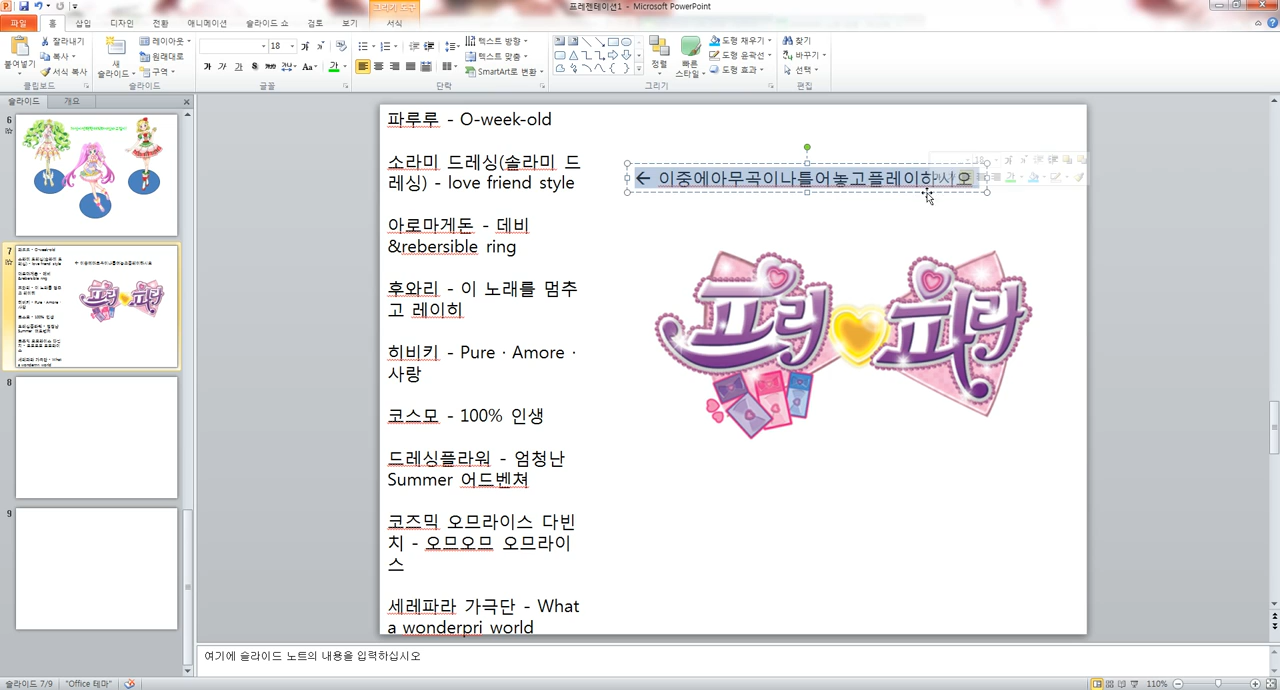 프레젠테이션1 - Microsoft PowerPoint
그리기 도구
파일 홈 삽입 디자인 전환 애니메이션 슬라이드 쇼 검토 보기 서식
붙여넣기
잘라내기
복사
서식 복사
클립보드
새 슬라이드
레이아웃
원래대로
구역
슬라이드
18
글꼴
텍스트 방향
텍스트 맞춤
SmartArt로 변환
단락
정렬
빠른 스타일
도형 채우기
도형 윤곽선
도형 효과
그리기
찾기
바꾸기
선택
편집
슬라이드 개요
6
7
8
9
파루루 - O-week-old
소라미 드레싱(솔라미 드
레싱) - love friend style
아로마게돈 - 데비
&rebersible ring
후와리 - 이 노래를 멈추
고 레이히
히비키 - Pure · Amore ·
사랑
코스모 - 100% 인생
드레싱플라워 - 엄청난
Summer 어드벤쳐
코즈믹 오므라이스 다빈
치 - 오므오므 오므라이
스
세레파라 가극단 - What
a wonderpri world
← 이중에아무곡이나틀어놓고플레이하시오
프리 파라
여기에 슬라이드 노트의 내용을 입력하십시오
슬라이드 7/9 "Office 테마" 110%